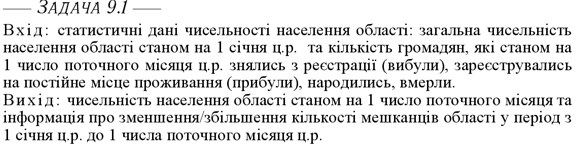 Задача 9.1
Вхід: статистичні дані чисельності населення області: загальна чисельність
населення області станом на 1 січня ц.р. та кількість громадян, які станом на
1 число поточного місяця ц.р. знялись з реєстрації (вибули), зареєструвались
на постійне місце проживання (прибули), народились, вмерли.
Вихід: чисельність населення області станом на 1 число поточного місяця та
інформація про зменшення/збільшення кількості мешканців області у період з
1 січня ц.р. до 1 числа поточного місяця ц.р.